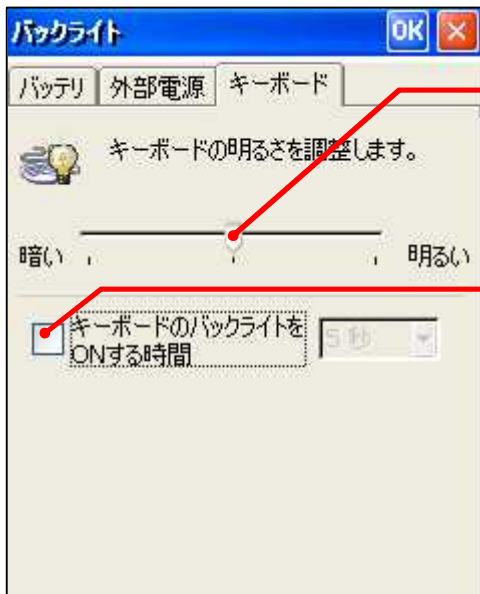 バックライト OK
バッテリ 外部電源 キーボード
キーボードの明るさを調整します。
暗い 明るい
キーボードのバックライトを
ONする時間
5 秒